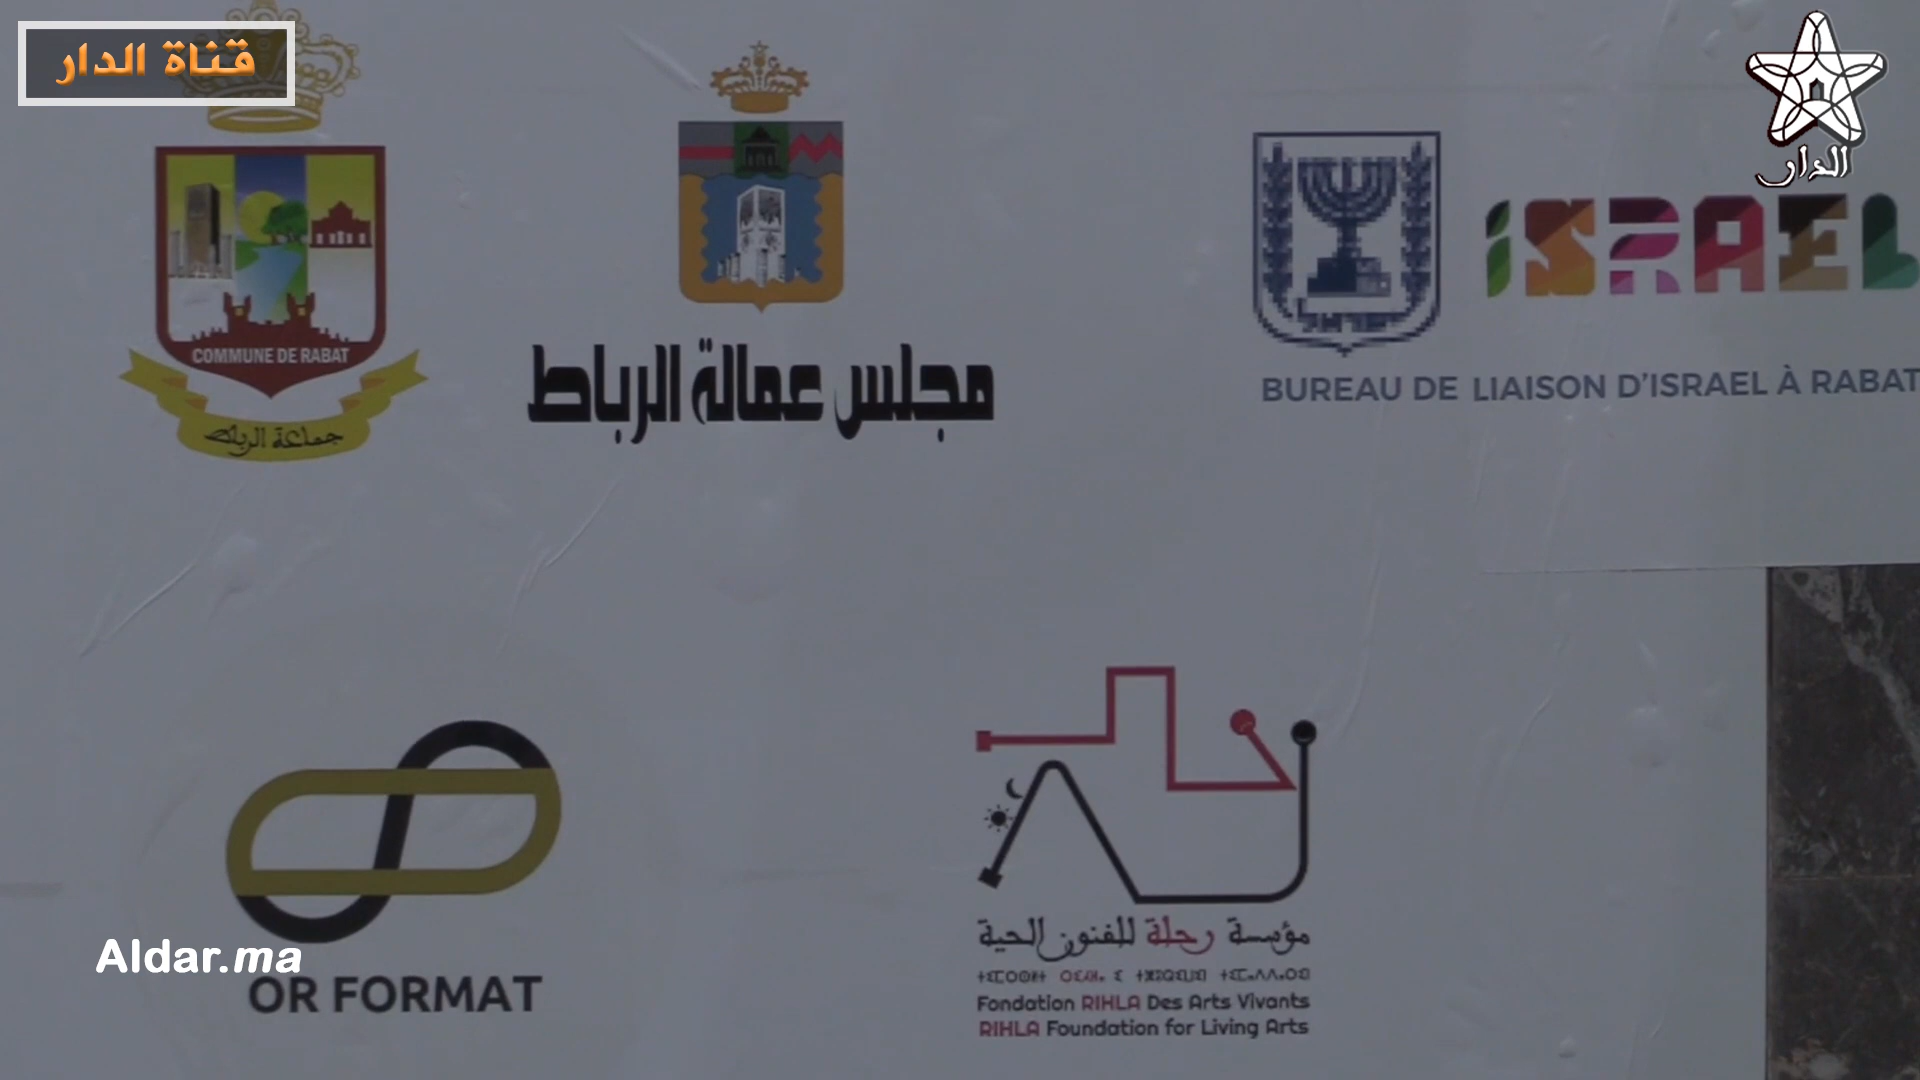 قناة الدار
الدار
COMMUNE DE RABAT
جماعة الرباط
مجلس عمالة الرباط
ישראל
ISRAEL
BUREAU DE LIAISON D'ISRAEL À RABAT
Aldar.ma
OR FORMAT
مؤسسة رحلة للفنون الحية
Fondation RIHLA Des Arts Vivants
RIHLA Foundation for Living Arts